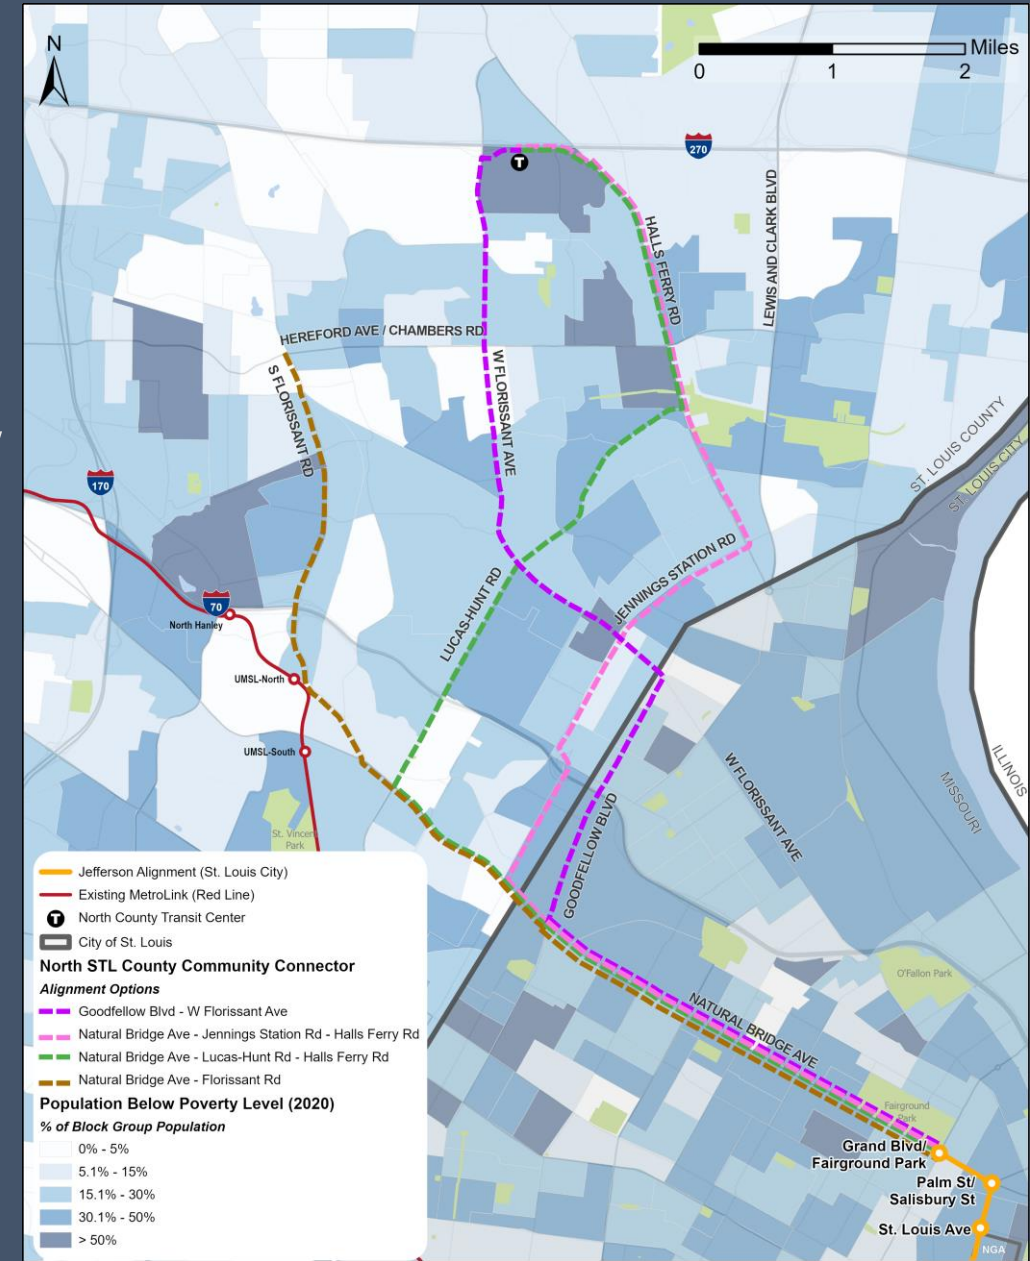 N
Miles
0 1 2
270
LEWIS AND CLARK BLVD
HALLS FERRY RD
HEREFORD AVE / CHAMBERS RD
S FLORISSANT RD
W FLORISSANT AVE
ST. LOUIS COUNTY
ST. LOUIS CITY
170
JENNINGS STATION RD
LUCAS-HUNT RD
70
North Hanley
UMSL-North
UMSL-South
W FLORISSANT AVE
ILLINOIS
MISSOURI
GOODFELLOW BLVD
St. Vincent
Park
O'Fallon Park
NATURAL BRIDGE AVE
Fairground
Park
Grand Blvd/
Fairground Park
Palm St/
Salisbury St
St. Louis Ave
NGA
Jefferson Alignment (St. Louis City)
Existing MetroLink (Red Line)
T
North County Transit Center
City of St. Louis
North STL County Community Connector
Alignment Options
Goodfellow Blvd - W Florissant Ave
Natural Bridge Ave - Jennings Station Rd - Halls Ferry Rd
Natural Bridge Ave - Lucas-Hunt Rd - Halls Ferry Rd
Natural Bridge Ave - Florissant Rd
Population Below Poverty Level (2020)
% of Block Group Population
0% - 5%
5.1% - 15%
15.1% - 30%
30.1% - 50%
> 50%